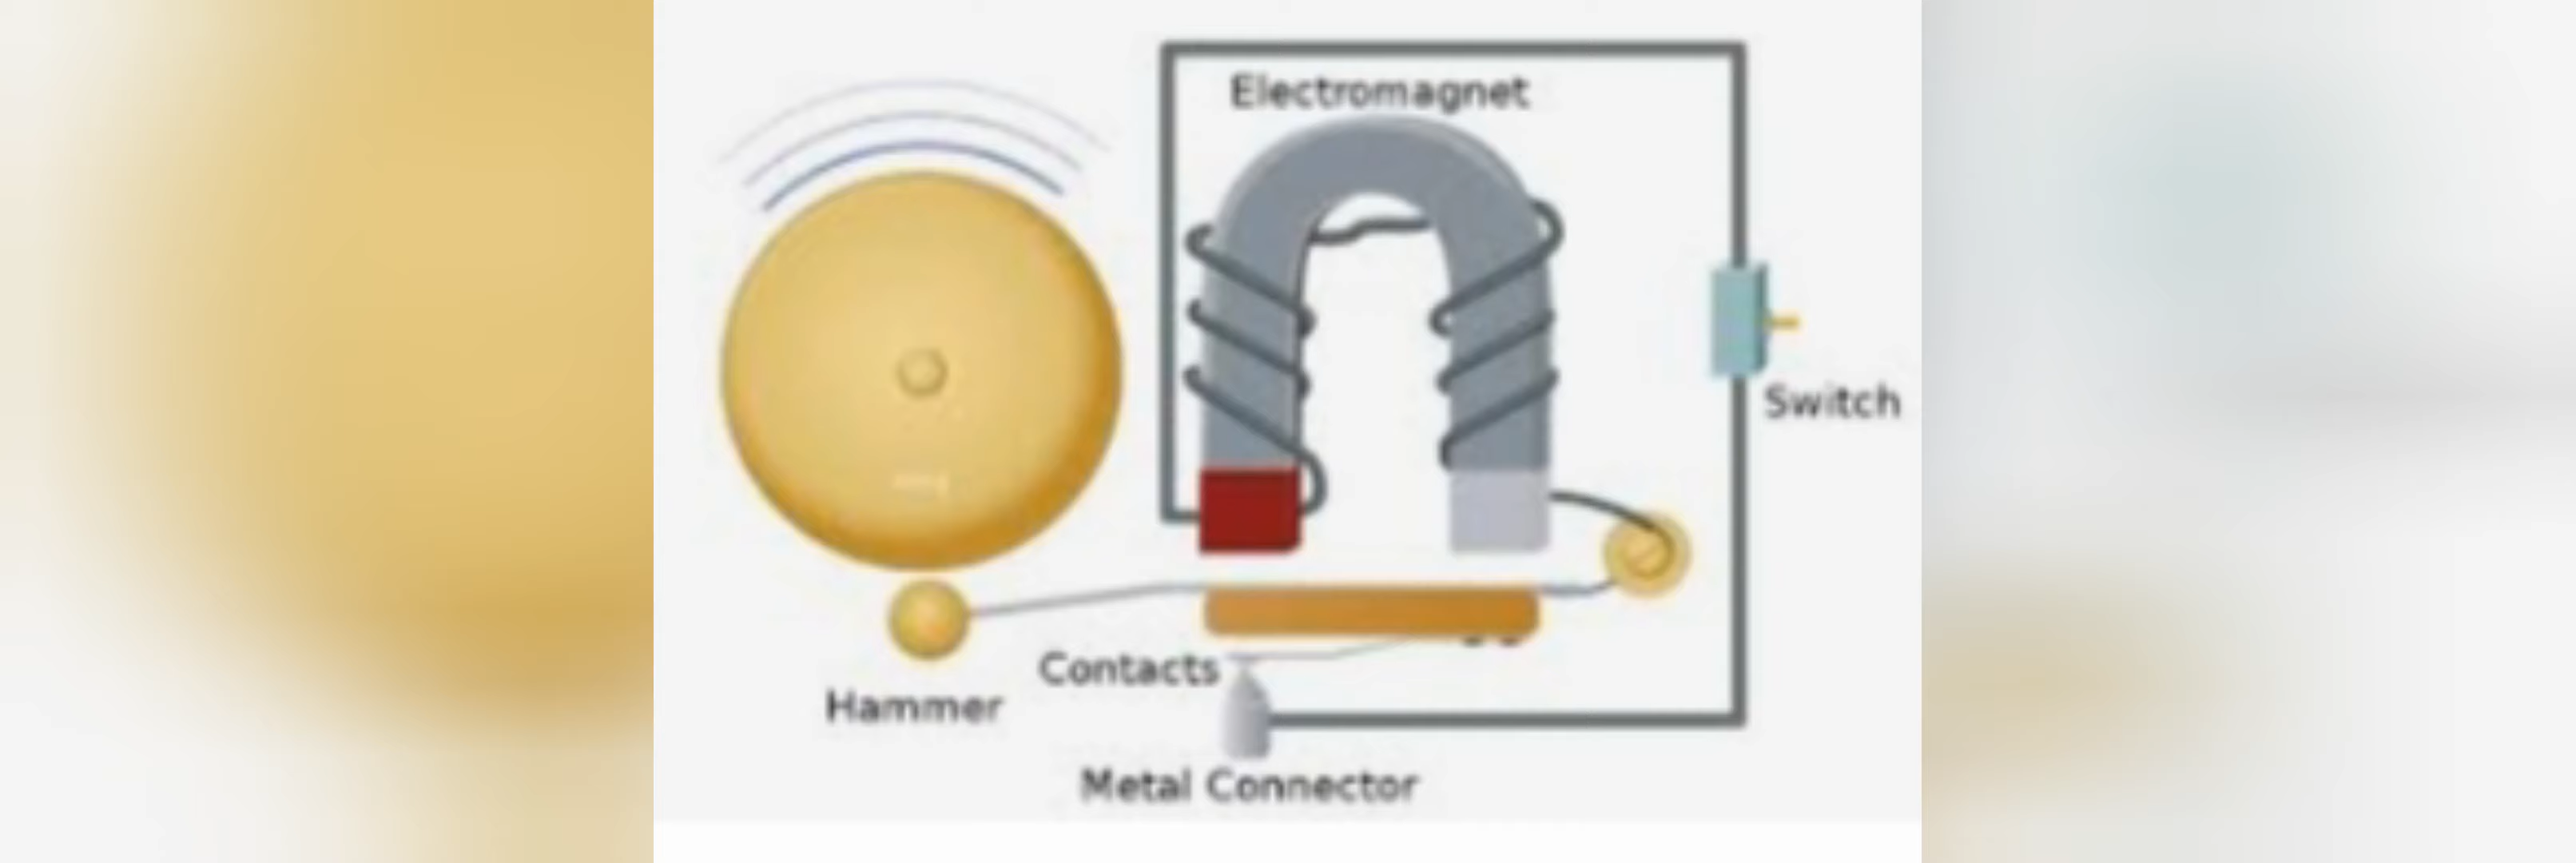 Electromagnet
Switch
Contacts
Hammer
Metal Connector